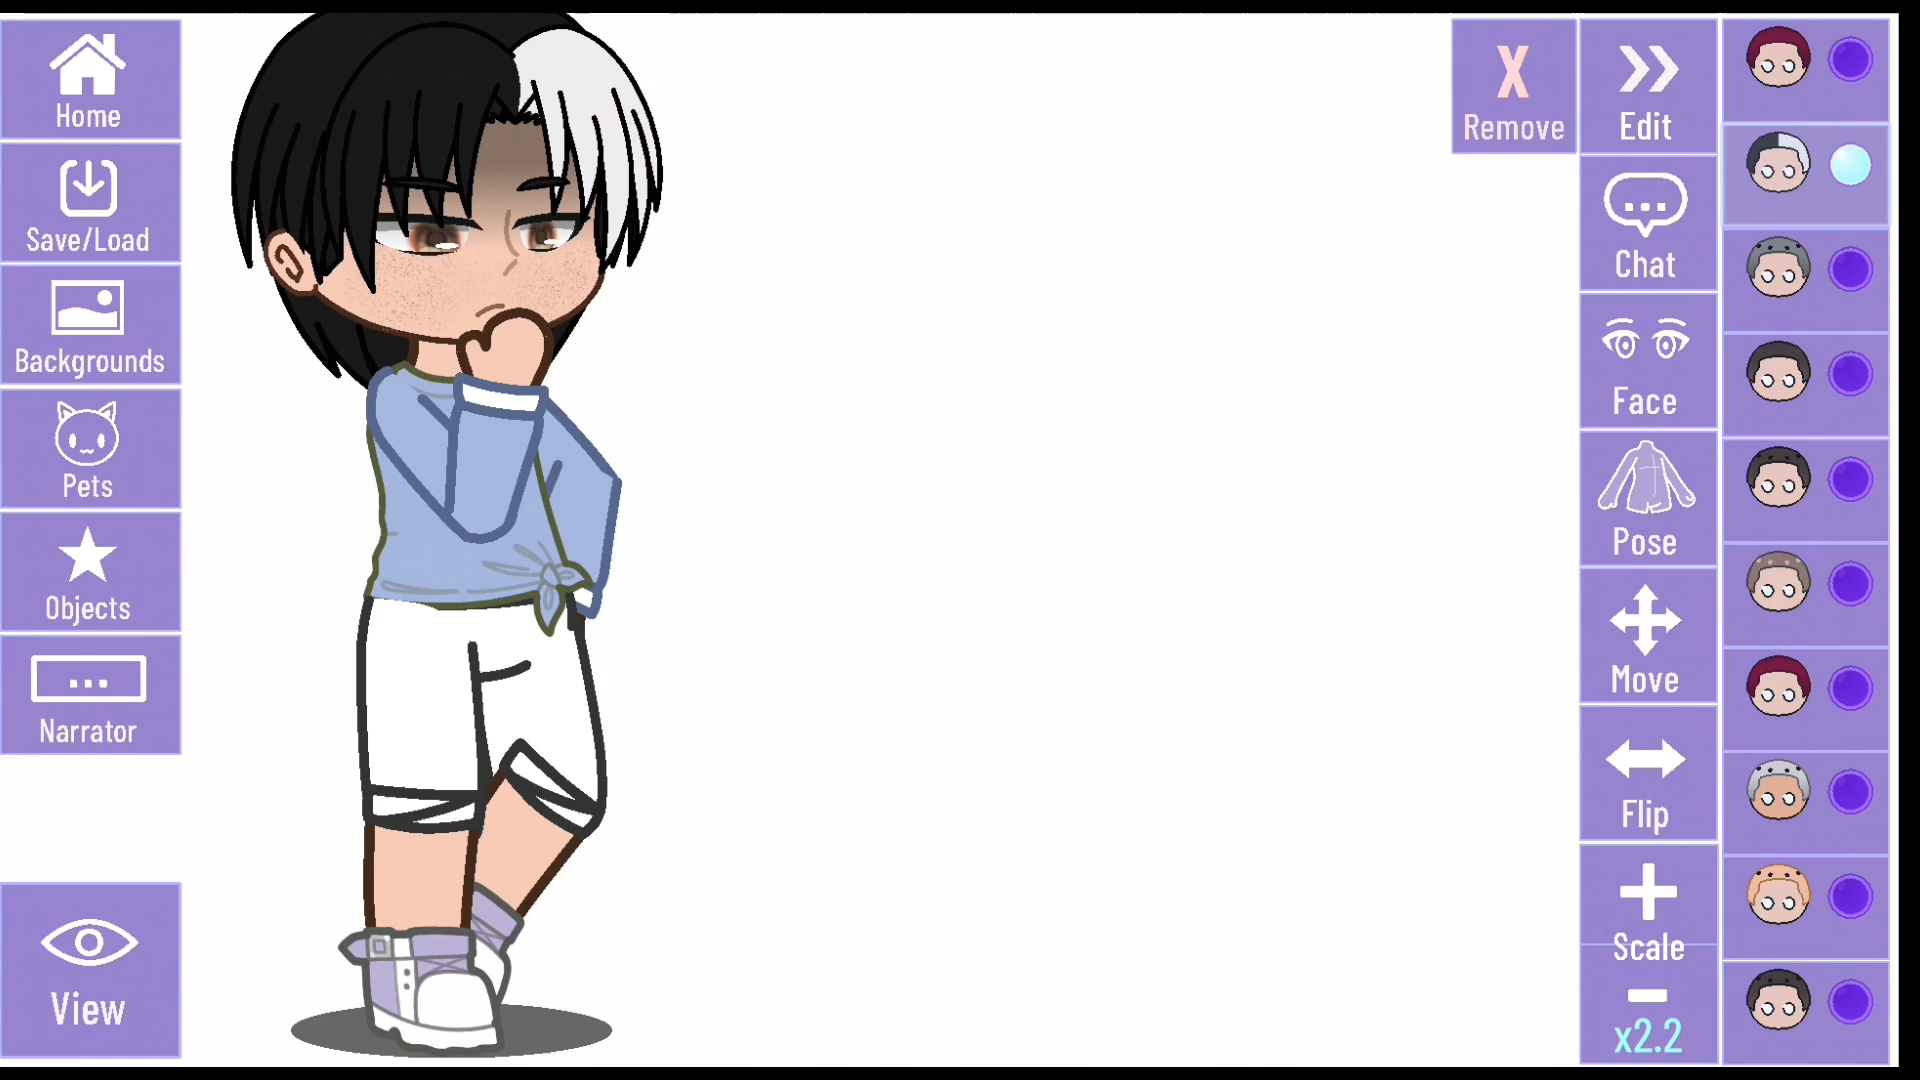 Home
Save/Load
Backgrounds
Pets
Objects
Narrator
View
X
Remove
Edit
Chat
Face
Pose
Move
Flip
Scale
x2.2